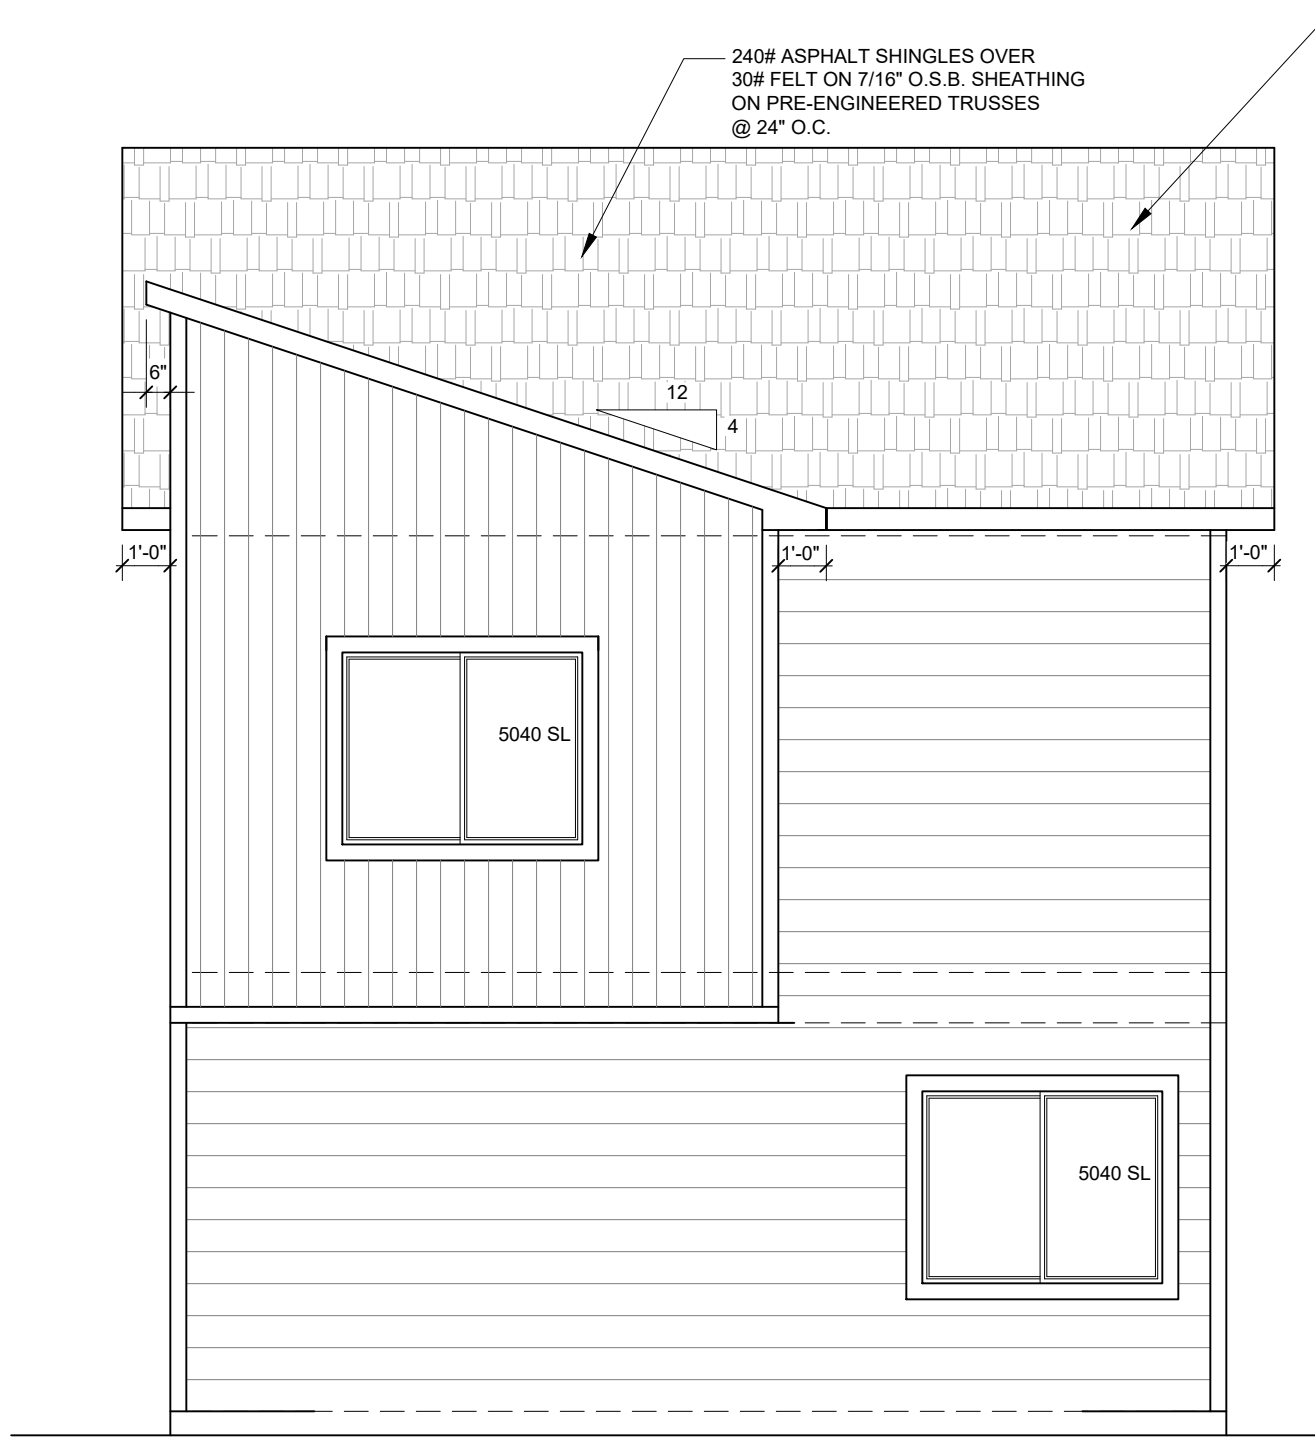 240# ASPHALT SHINGLES OVER
30# FELT ON 7/16" O.S.B. SHEATHING
ON PRE-ENGINEERED TRUSSES
@ 24" O.C.
6"
12
4
1'-0"
1'-0"
1'-0"
5040 SL
5040 SL